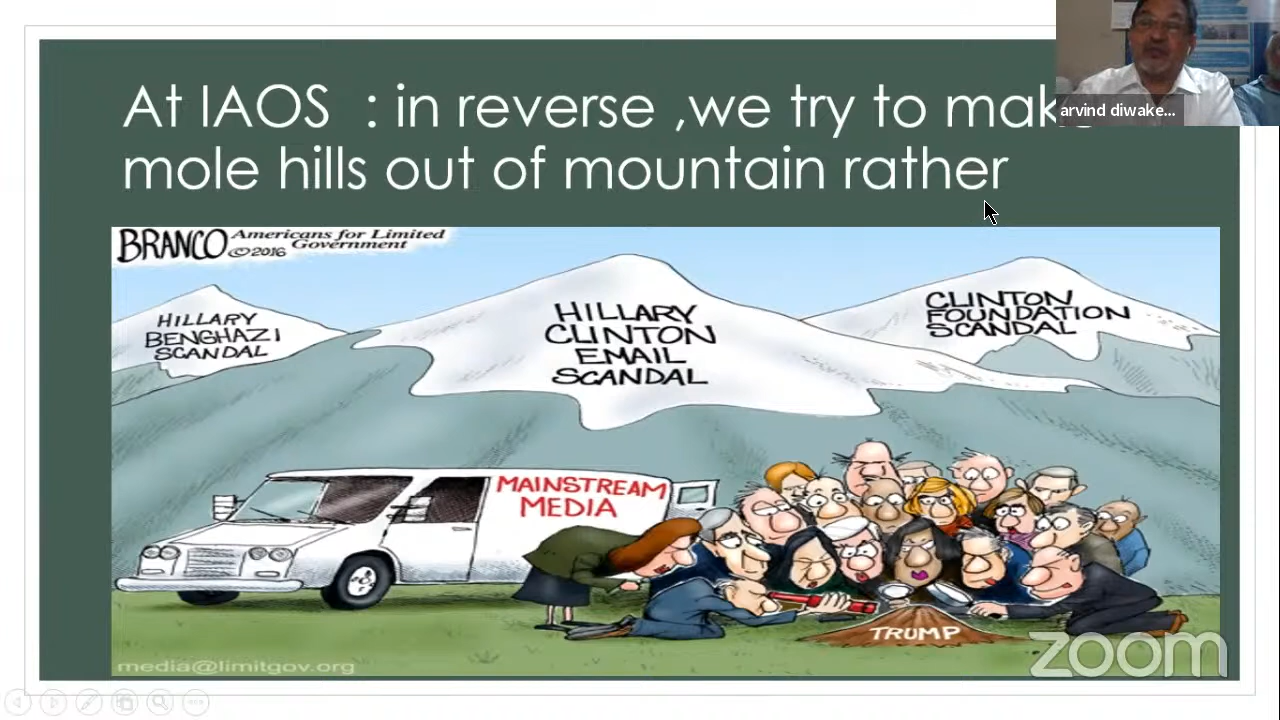 At IAOS : in reverse ,we try to make
mole hills out of mountain rather
arvind diwake...
BRANCO
Americans for Limited
Government
©2016
HILLARY
BENGHAZI
SCANDAL
HILLARY
CLINTON
EMAIL
SCANDAL
CLINTON
FOUNDATION
SCANDAL
MAINSTREAM
MEDIA
TRUMP
media@limitgov.org
zoom